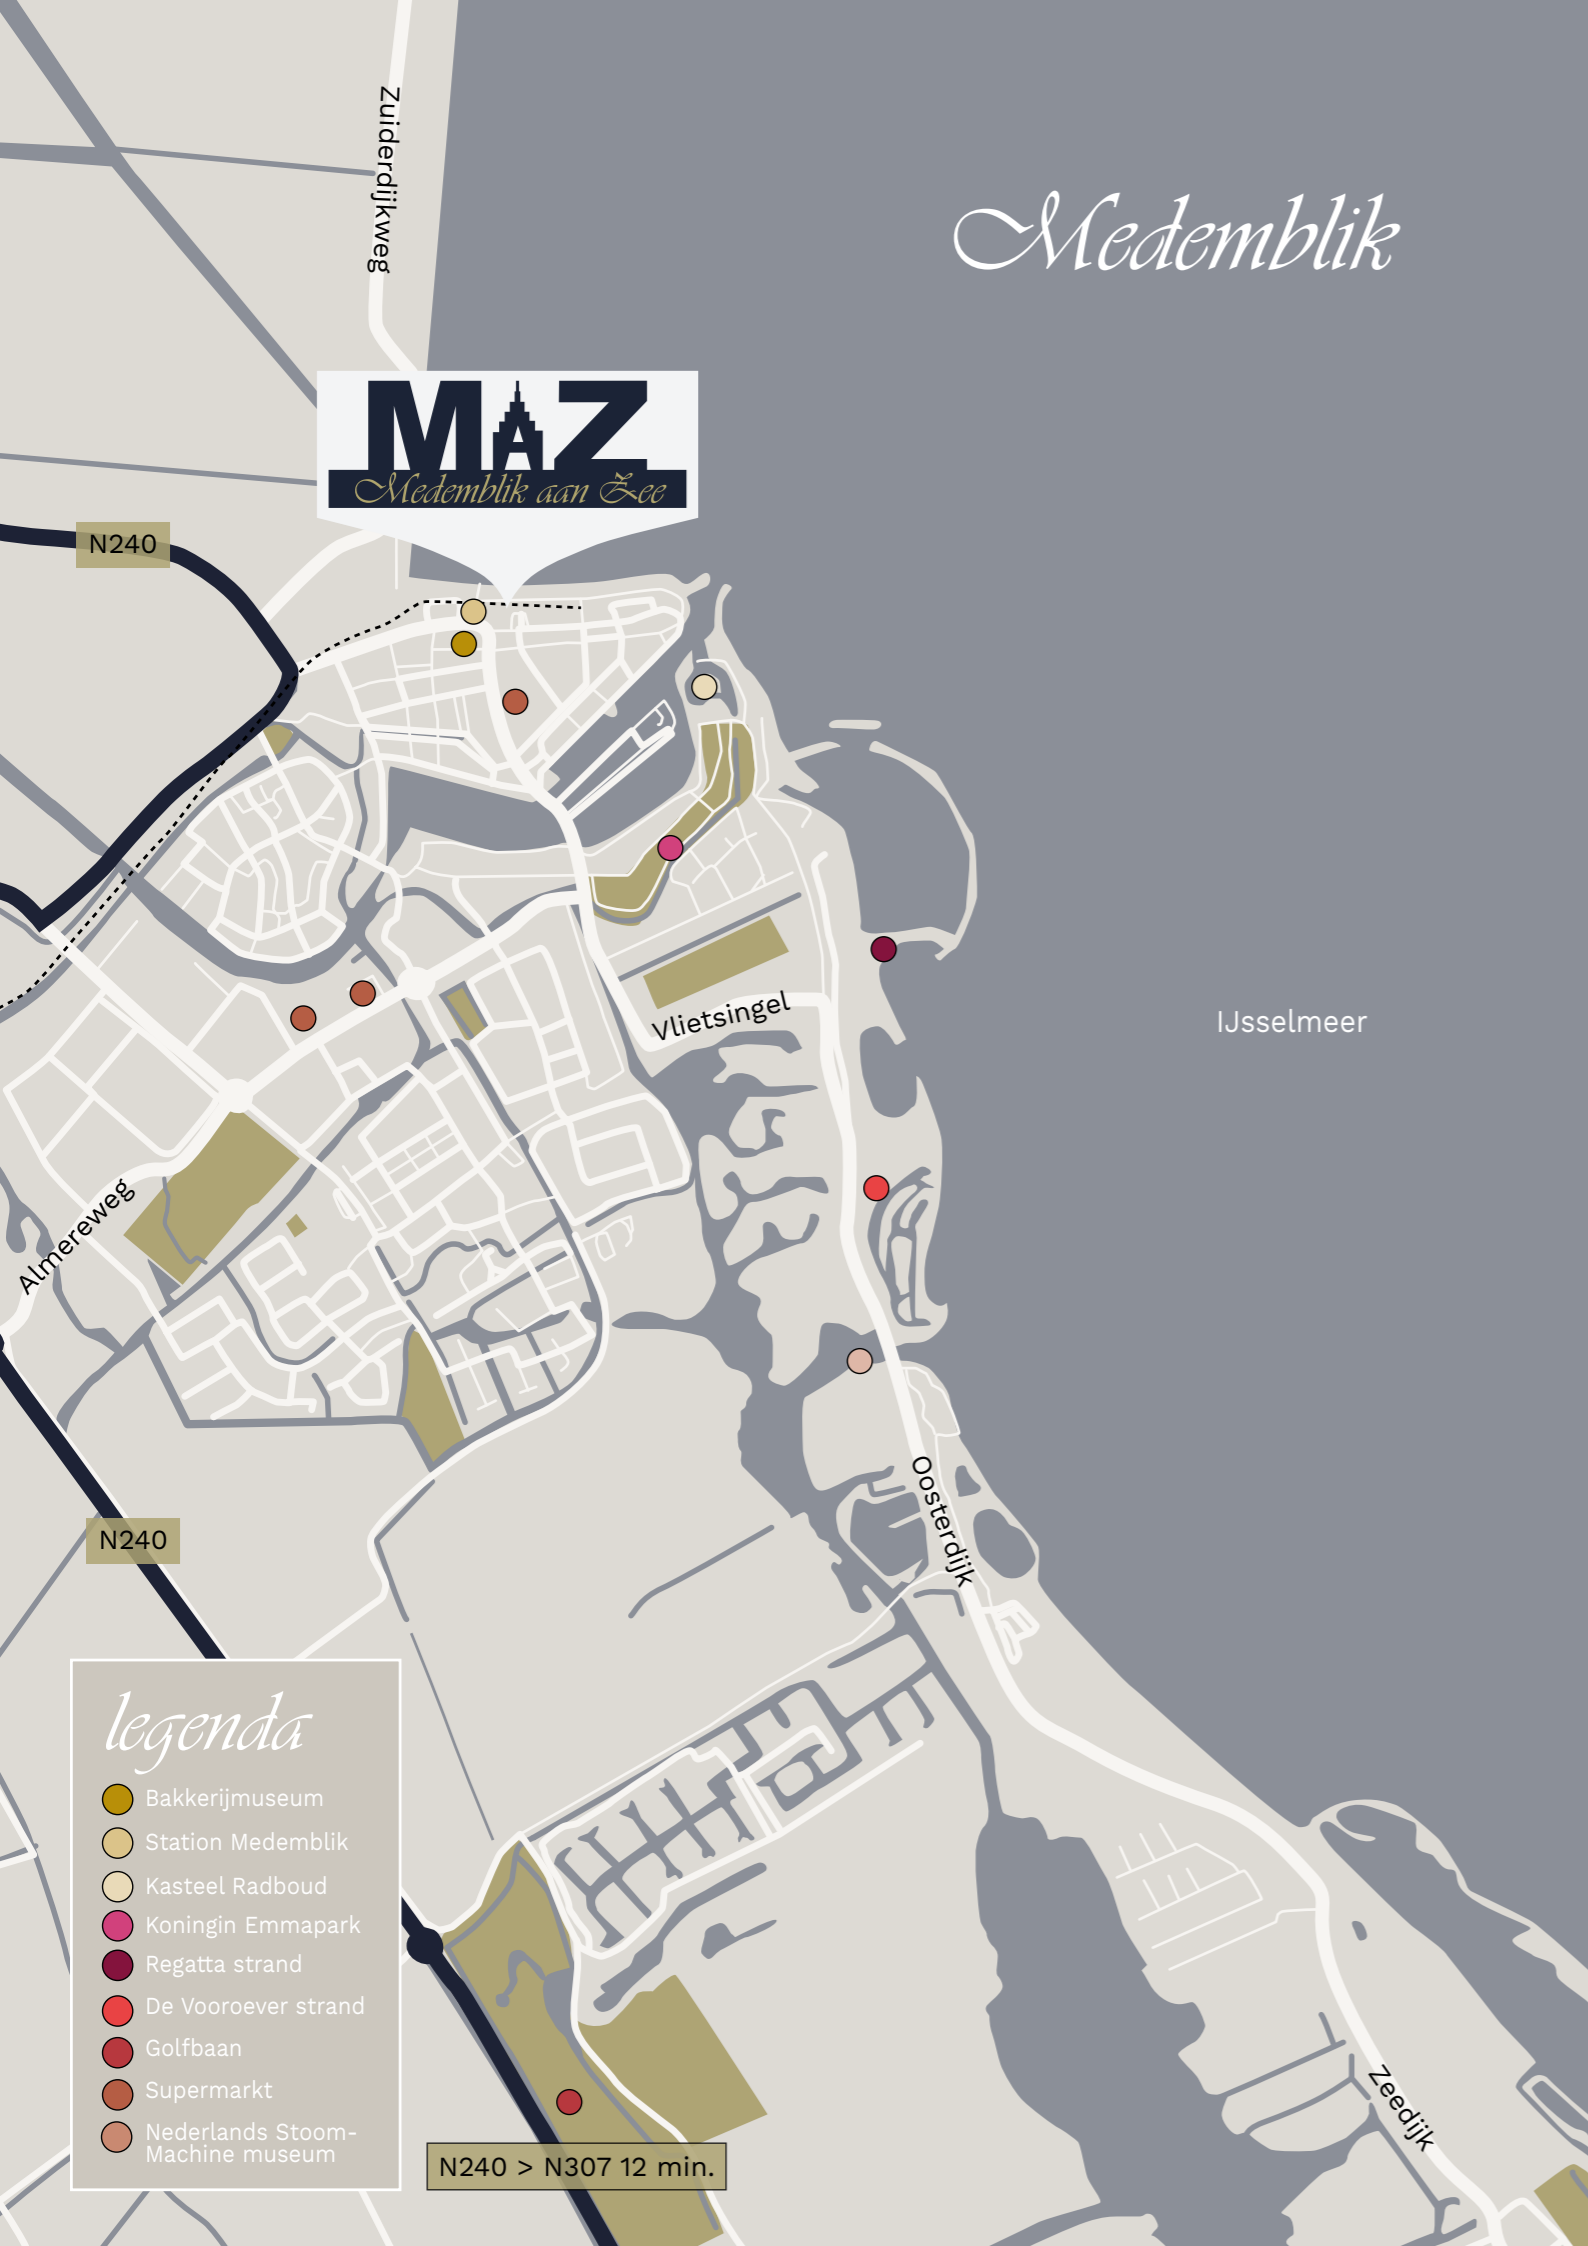 Zuiderdijkweg
Medemblik
MAZ
Medemblik aan Zee
N240
IJsselmeer
Vlietsingel
Almereweg
Oosterdijk
N240
legenda
Bakkerijmuseum
Station Medemblik
Kasteel Radboud
Koningin Emmapark
Regatta strand
De Vooroever strand
Golfbaan
Supermarkt
Nederlands Stoom-
Machine museum
Zeedijk
N240 > N307 12 min.